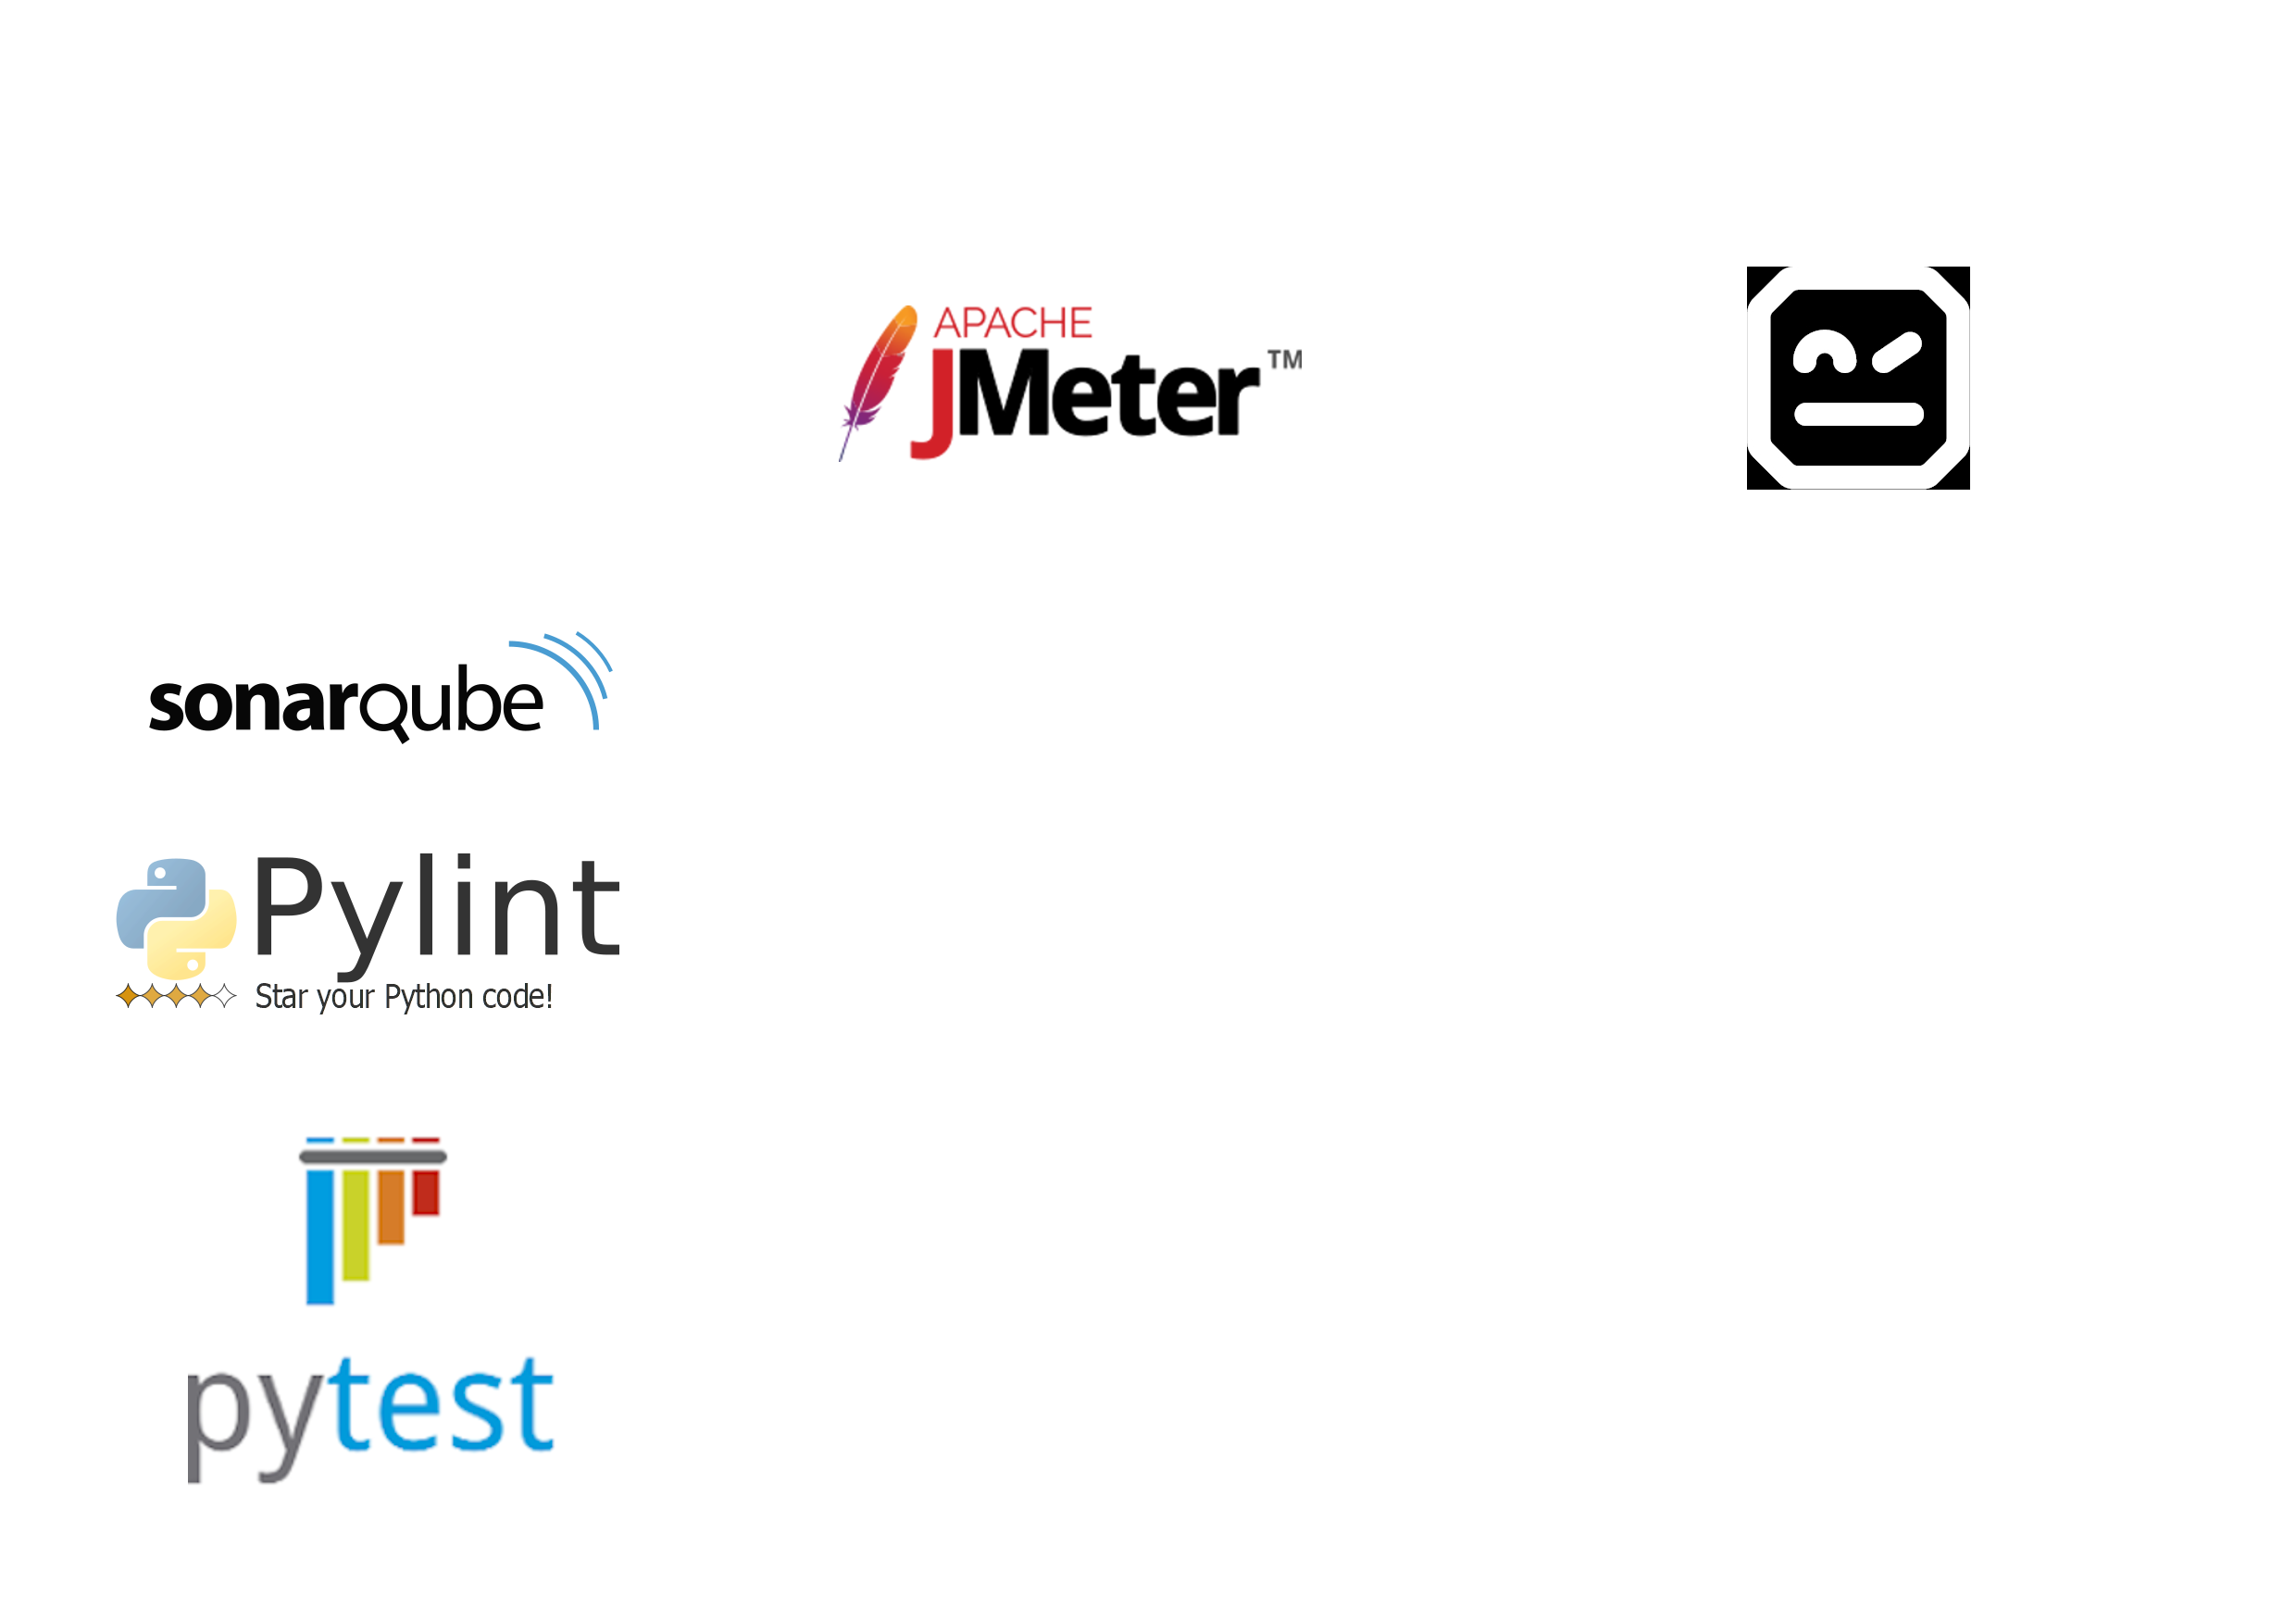 APACHE
JMeter™
sonarqube
Pylint
Star your Python code!
pytest